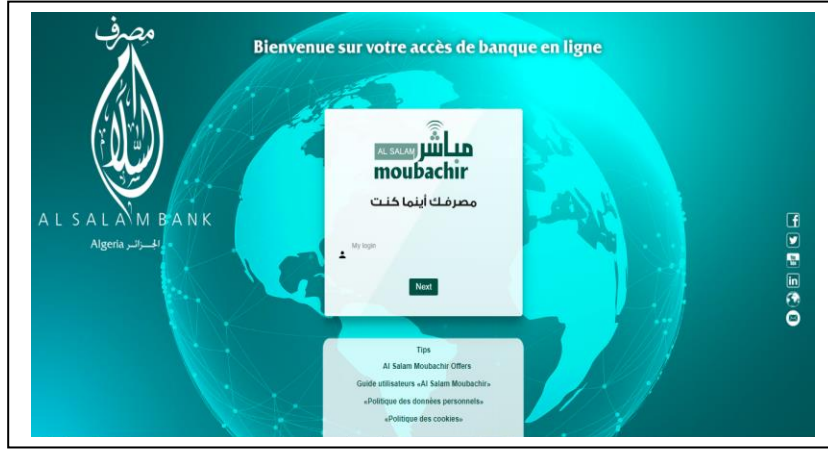 مصرف
السلام
AL SALAM BANK
Algeria الجزائر
Bienvenue sur votre accès de banque en ligne
AL SALAM مباشر
moubachir
مصرفك أينما كنت
My login
Next
Tips
Al Salam Moubachir Offers
Guide utilisateurs «Al Salam Moubachir»
«Politique des données personnels»
«Politique des cookies»